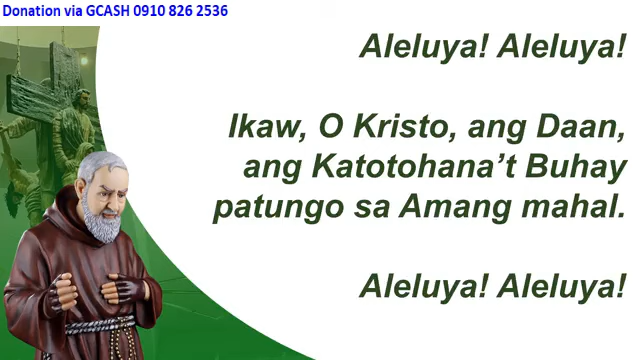 Donation via GCASH 0910 826 2536
Aleluya! Aleluya!
Ikaw, O Kristo, ang Daan,
ang Katotohana’t Buhay
patungo sa Amang mahal.
Aleluya! Aleluya!